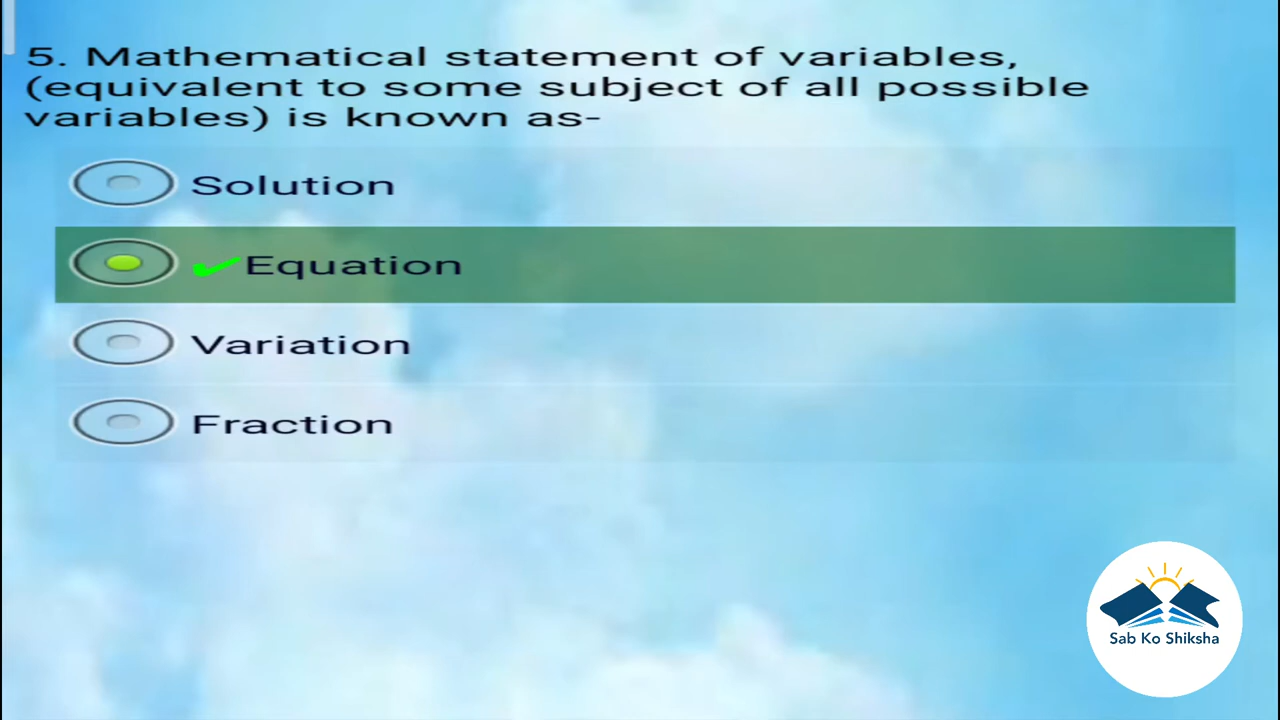 5. Mathematical statement of variables,
(equivalent to some subject of all possible
variables) is known as-
Solution
Equation
Variation
Fraction
Sab Ko Shiksha